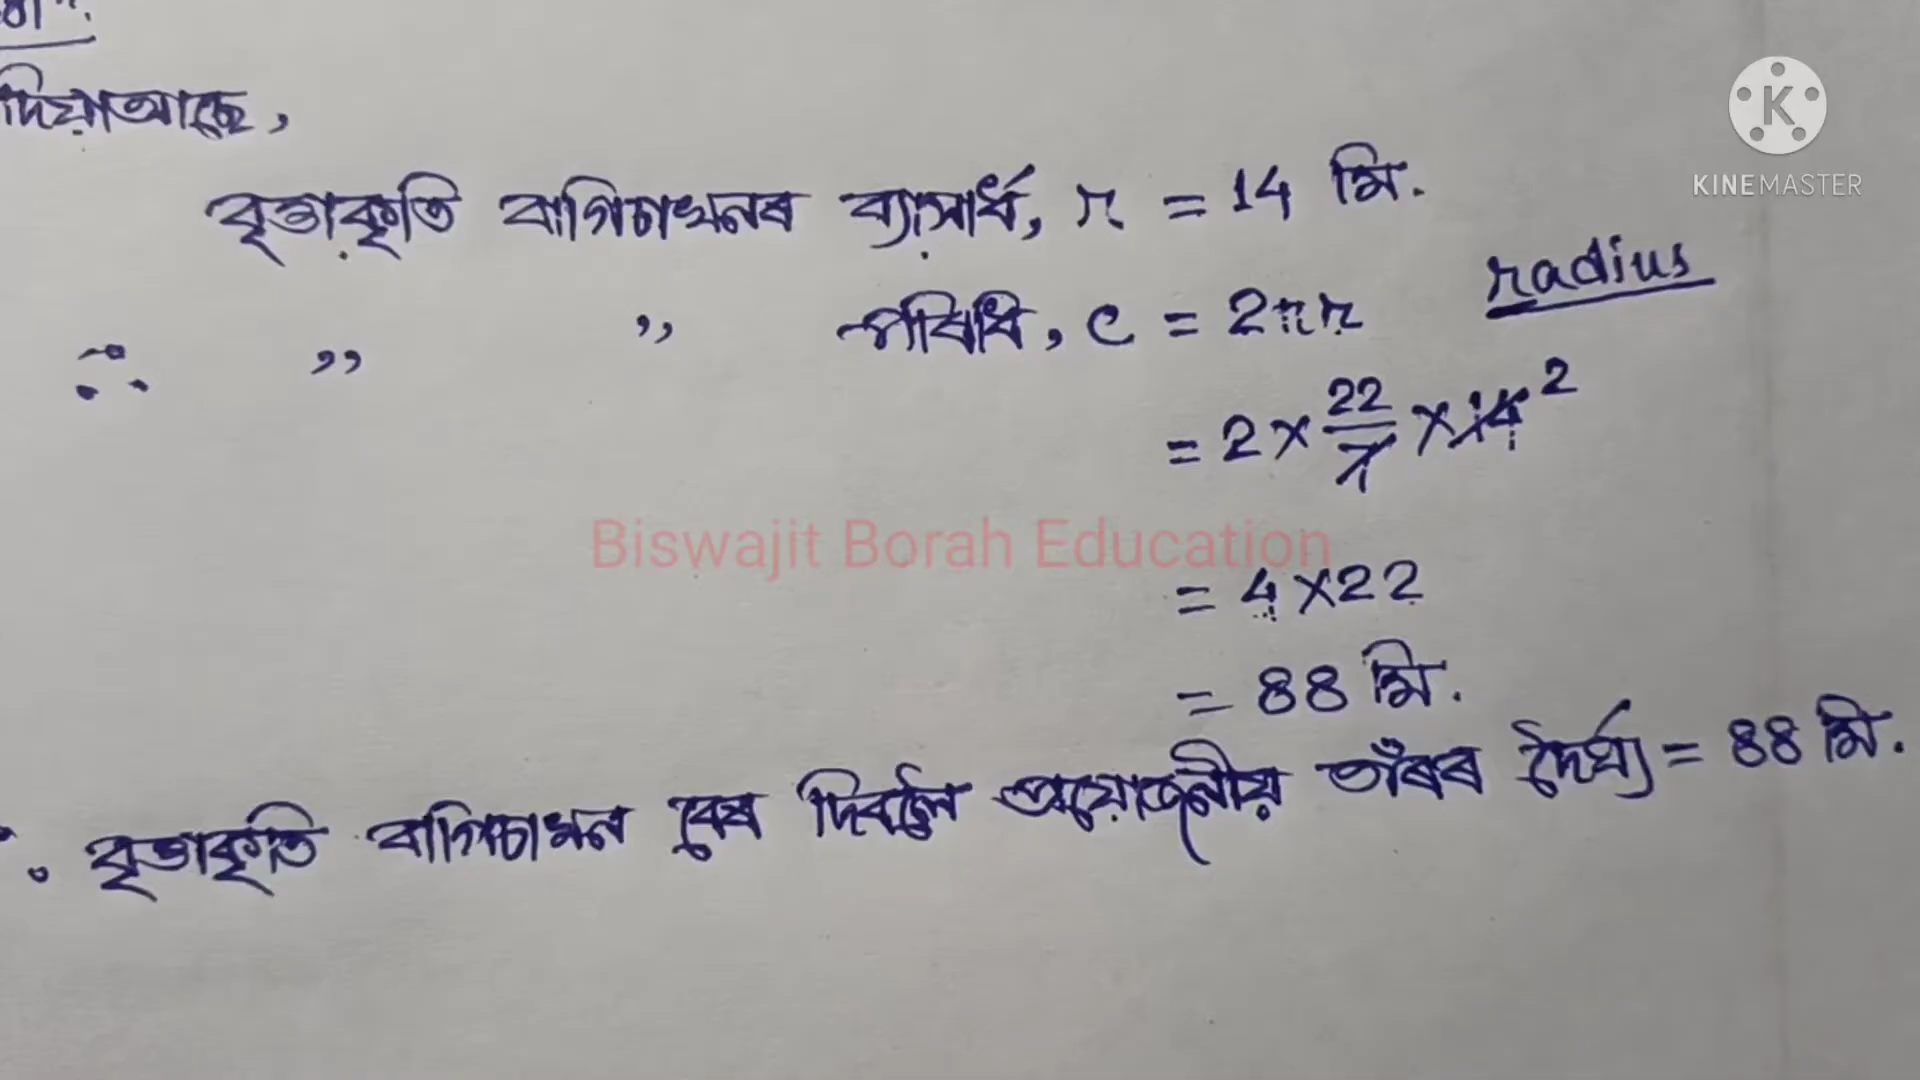 দিয়াআছে,
KINEMASTER
বৃত্তাকৃতি বাগিচাখনৰ ব্যাসাৰ্ধ, r = 14 মি.
radius
∴ ,, ,, পৰিধি, c = 2πr
= 2 × 22/7 × 14 2
Biswajit Borah Education
= 4 × 22
= 88 মি.
∴ বৃত্তাকৃতি বাগিচাখন বেৰ দিবলৈ প্ৰয়োজনীয় তাঁৰৰ দৈৰ্ঘ্য = 88 মি.